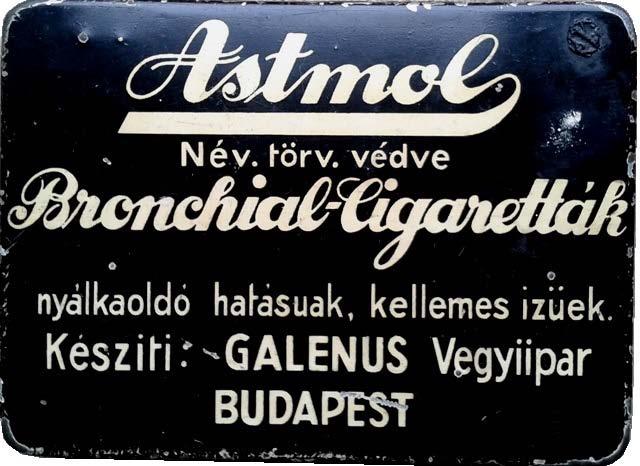 Astmol
Név. törv. védve
Bronchial-Cigaretták
nyálkaoldó hatásuak, kellemes izüek.
Késziti: GALENUS Vegyiipar
BUDAPEST